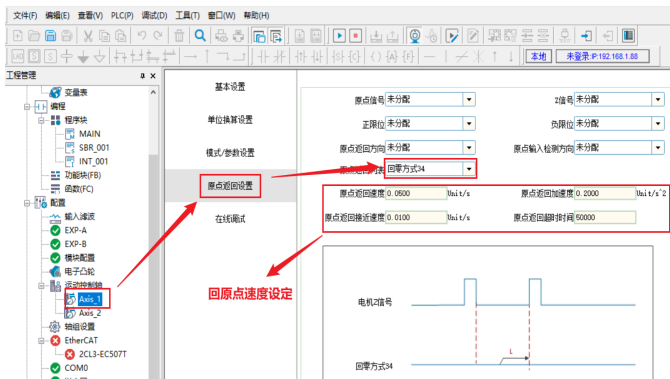 文件(F) 编辑(E) 查看(V) PLC(P) 调试(D) 工具(T) 窗口(W) 帮助(H)
本地 未登录:IP:192.168.1.88
工程管理
变量表
编程
程序块
MAIN
SBR_001
INT_001
功能块(FB)
函数(FC)
配置
输入滤波
EXP-A
EXP-B
模块配置
电子凸轮
运动控制轴
Axis_1
Axis_2
轴组设置
EtherCAT
2CL3-EC507T
COM0
基本设置
单位换算设置
模式/参数设置
原点返回设置
在线调试
原点信号 未分配 Z信号 未分配
正限位 未分配 负限位 未分配
原点返回方向 未分配 原点输入检测方向 未分配
回零方式34
原点返回速度 0.0500 Unit/s 原点返回加速度 0.2000 Unit/s^2
原点返回接近速度 0.0100 Unit/s 原点返回超时时间 50000
回原点速度设定
电机Z信号
L
回零方式34